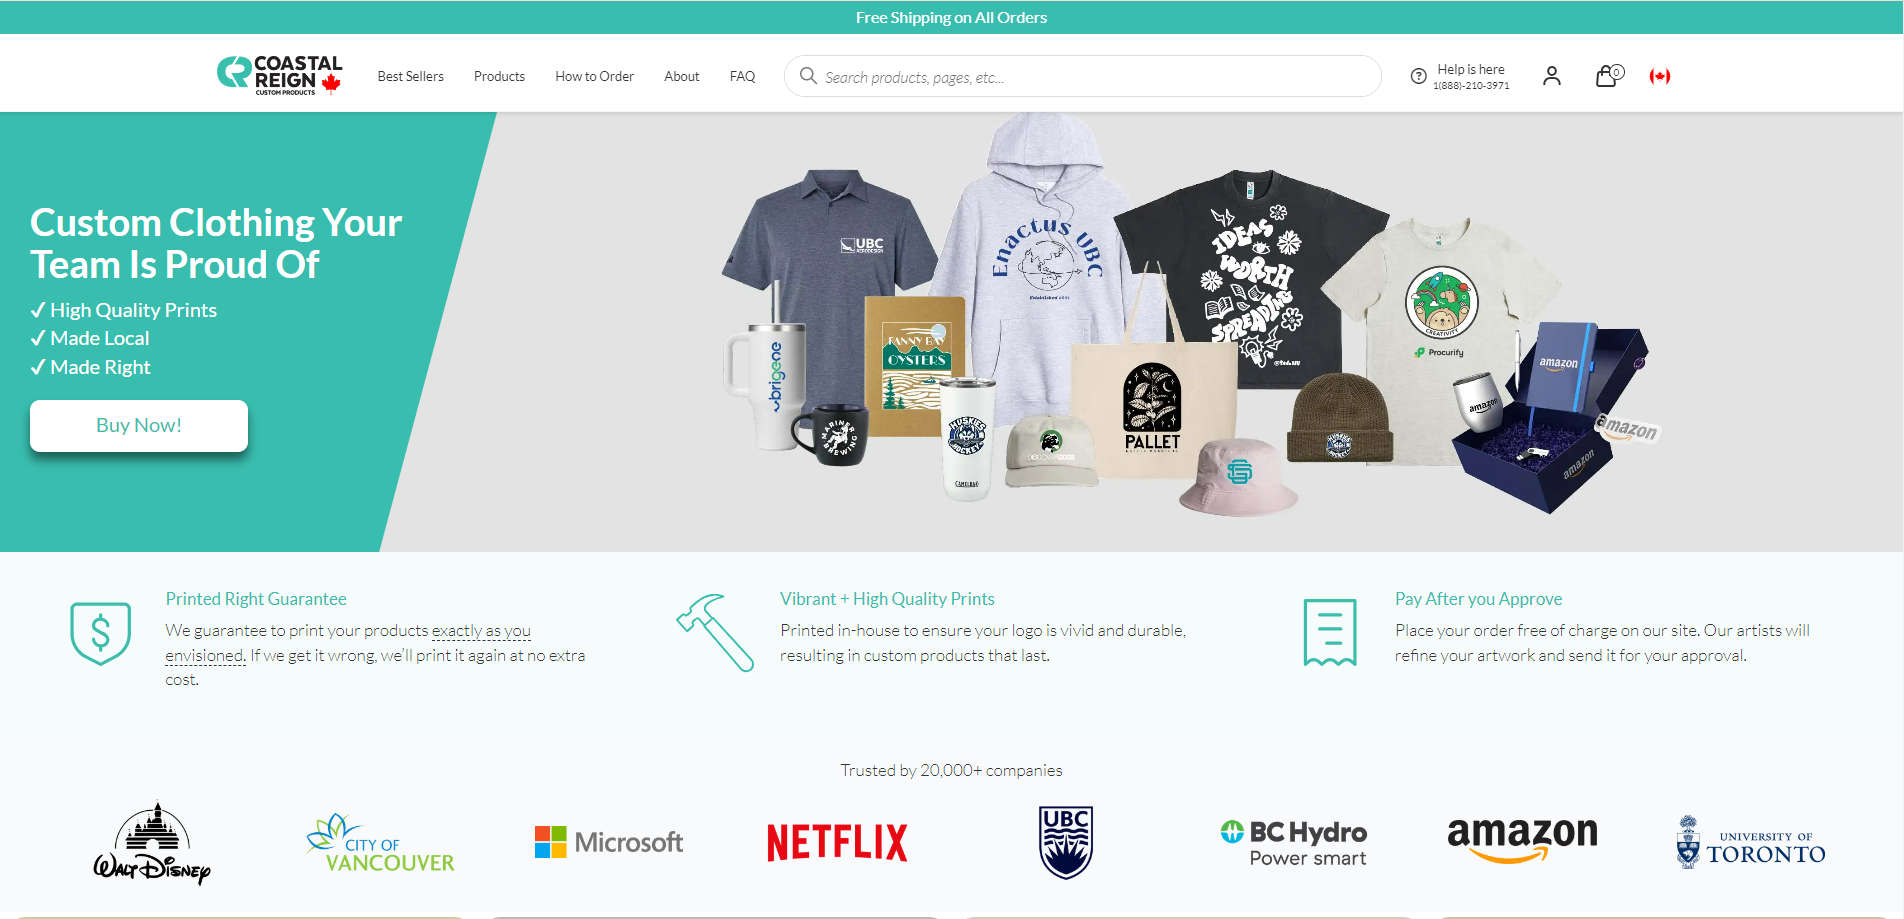 Free Shipping on All Orders
COASTAL
REIGN
CUSTOM PRODUCTS
Best Sellers
Products
How to Order
About
FAQ
Search products, pages, etc...
Help is here
1(888)-210-3971
0
Custom Clothing Your
Team Is Proud Of
✓ High Quality Prints
✓ Made Local
✓ Made Right
Buy Now!
UBC
AERODESIGN
Enactus UBC
Established 2001
IDEAS
WORTH
SPREADING
CREATIVITY
Procurify
ubrigene
FANNY BAY
OYSTERS
MARINER
BREWING
HUSKIES
HOCKEY
CAMELBAK
PALLET
amazon
amazon
amazon
amazon
Printed Right Guarantee
We guarantee to print your products exactly as you
envisioned. If we get it wrong, we'll print it again at no extra
cost.
Vibrant + High Quality Prints
Printed in-house to ensure your logo is vivid and durable,
resulting in custom products that last.
Pay After you Approve
Place your order free of charge on our site. Our artists will
refine your artwork and send it for your approval.
Trusted by 20,000+ companies
WALT DISNEY
CITY OF
VANCOUVER
Microsoft
NETFLIX
UBC
BC Hydro
Power smart
amazon
UNIVERSITY OF
TORONTO